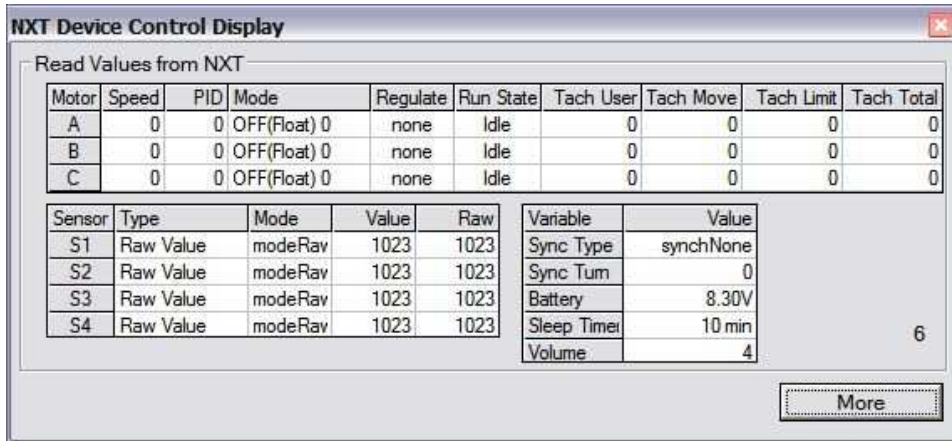 NXT Device Control Display
Read Values from NXT
Motor Speed PID Mode Regulate Run State Tach User Tach Move Tach Limit Tach Total
A 0 0 OFF(Float) 0 none Idle 0 0 0 0
B 0 0 OFF(Float) 0 none Idle 0 0 0 0
C 0 0 OFF(Float) 0 none Idle 0 0 0 0
Sensor Type Mode Value Raw
S1 Raw Value modeRav 1023 1023
S2 Raw Value modeRav 1023 1023
S3 Raw Value modeRav 1023 1023
S4 Raw Value modeRav 1023 1023
Variable Value
Sync Type synchNone
Sync Turn 0
Battery 8.30V
Sleep Timer 10 min
Volume 4
6
More